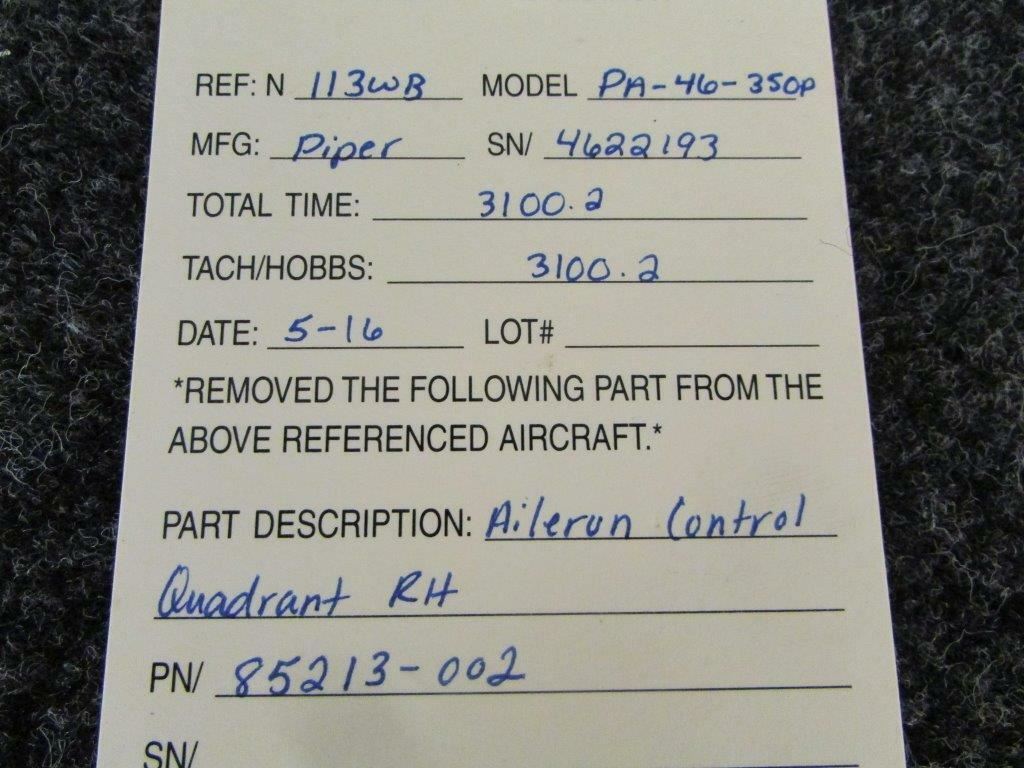 REF: N 113WB MODEL PA-46-350P
MFG: Piper SN/ 4622193
TOTAL TIME: 3100.2
TACH/HOBBS: 3100.2
DATE: 5-16 LOT#
*REMOVED THE FOLLOWING PART FROM THE
ABOVE REFERENCED AIRCRAFT.*
PART DESCRIPTION: Aileron Control
Quadrant RH
PN/ 85213-002
SN/